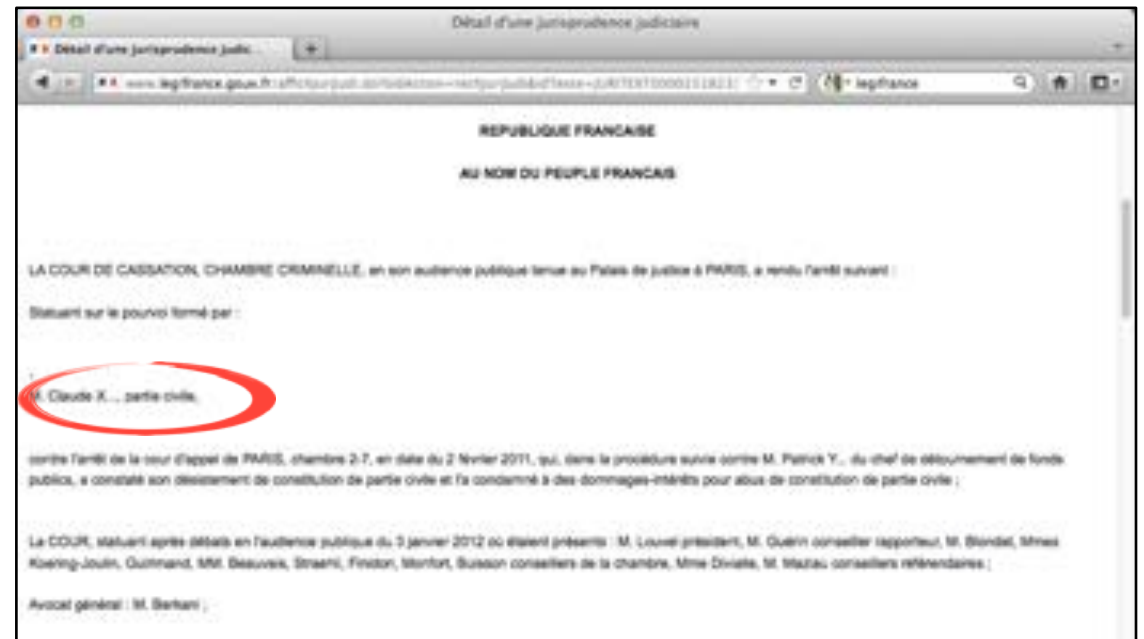 Détail d'une jurisprudence judiciaire
Détail d'une jurisprudence judic...
www.legifrance.gouv.fr
legifrance
REPUBLIQUE FRANCAISE
AU NOM DU PEUPLE FRANCAIS
LA COUR DE CASSATION, CHAMBRE CRIMINELLE, en son audience publique tenue au Palais de justice à PARIS, a rendu l'arrêt suivant :
Statuant sur le pourvoi formé par :
M. Claude X..., partie civile,
contre l'arrêt de la cour d'appel de PARIS, chambre 2-7, en date du 2 février 2011, qui, dans la procédure suivie contre M. Patrick Y... du chef de détournement de fonds
publics, a constaté son désistement de constitution de partie civile et l'a condamné à des dommages-intérêts pour abus de constitution de partie civile ;
La COUR, statuant après débats en l'audience publique du 3 janvier 2012 où étaient présents : M. Louvel président, M. Guérin conseiller rapporteur, M. Blondet, Mmes
Koering-Joulin, Guirimand, MM. Beauvais, Straehli, Finidori, Monfort, Buisson conseillers de la chambre, Mme Divialle, M. Maziau conseillers référendaires ;
Avocat général : M. Berkani ;